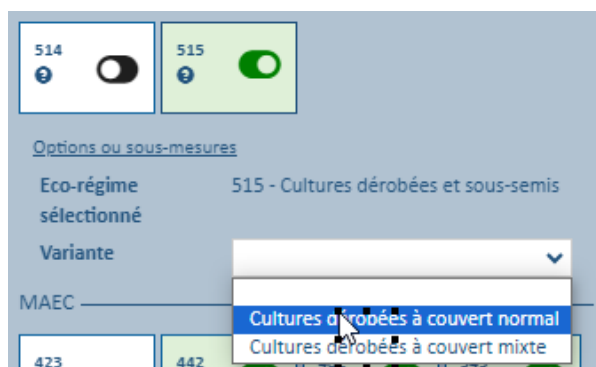 514
515
Options ou sous-mesures
Eco-régime sélectionné
515 - Cultures dérobées et sous-semis
Variante
MAEC
Cultures dérobées à couvert normal
Cultures dérobées à couvert mixte
423
442